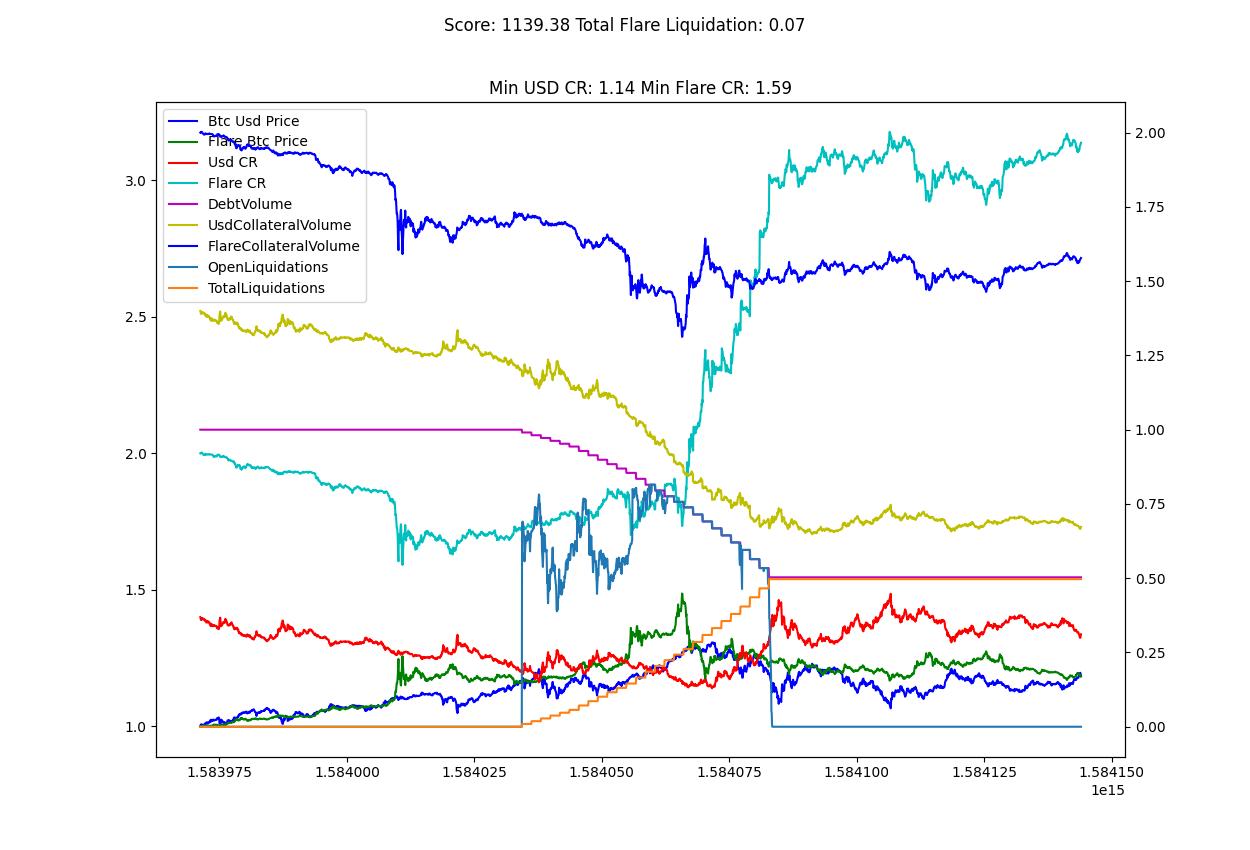 Score: 1139.38 Total Flare Liquidation: 0.07
Min USD CR: 1.14 Min Flare CR: 1.59
Btc Usd Price
Flare Btc Price
Usd CR
Flare CR
DebtVolume
UsdCollateralVolume
FlareCollateralVolume
OpenLiquidations
TotalLiquidations
3.0
2.5
2.0
1.5
1.0
2.00
1.75
1.50
1.25
1.00
0.75
0.50
0.25
0.00
1.583975 1.584000 1.584025 1.584050 1.584075 1.584100 1.584125 1.584150
1e15